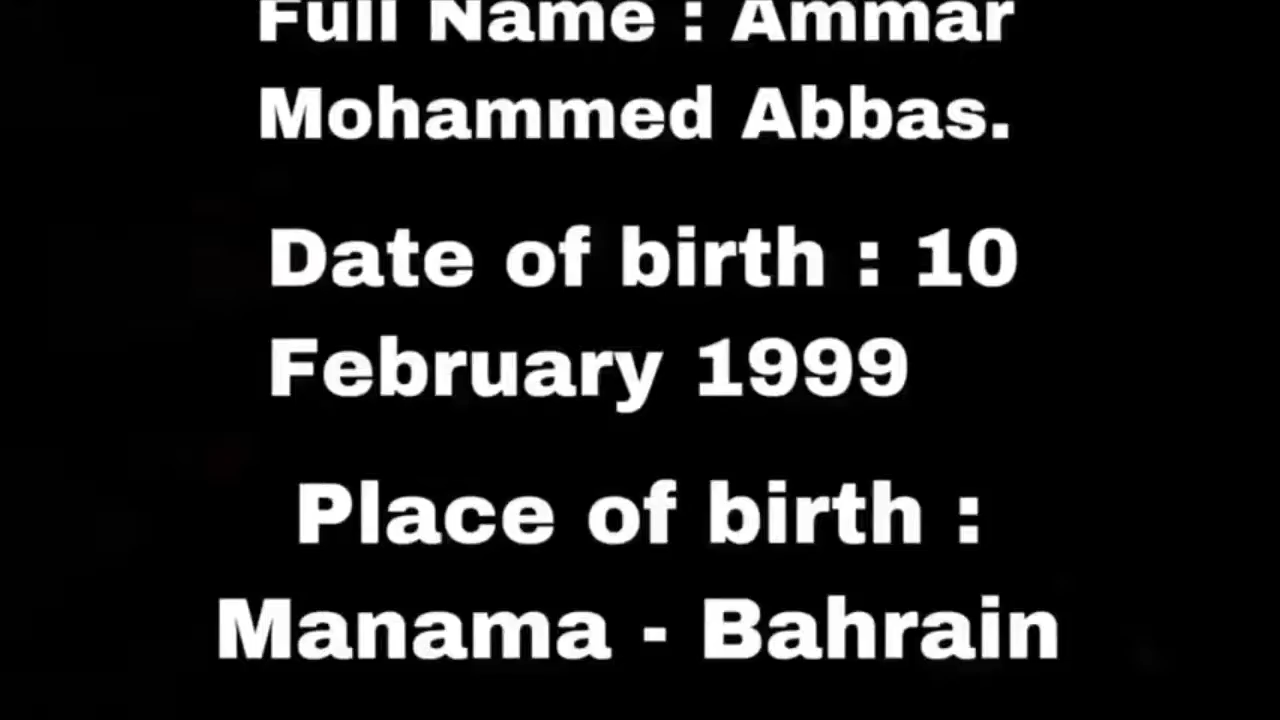 Full Name : Ammar
Mohammed Abbas.
Date of birth : 10
February 1999
Place of birth :
Manama - Bahrain